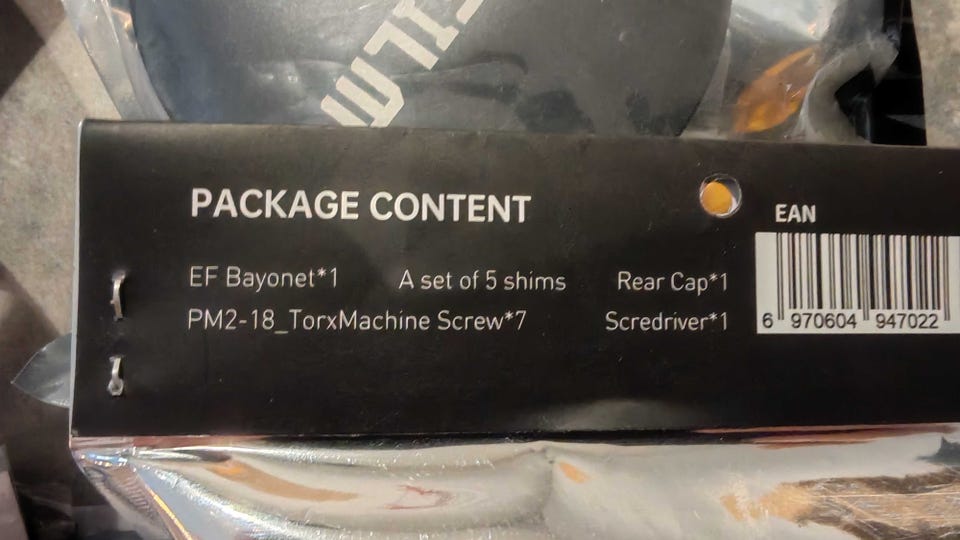 PACKAGE CONTENT
EAN
EF Bayonet*1 A set of 5 shims Rear Cap*1
PM2-18_TorxMachine Screw*7 Scredriver*1
6 970604 947022